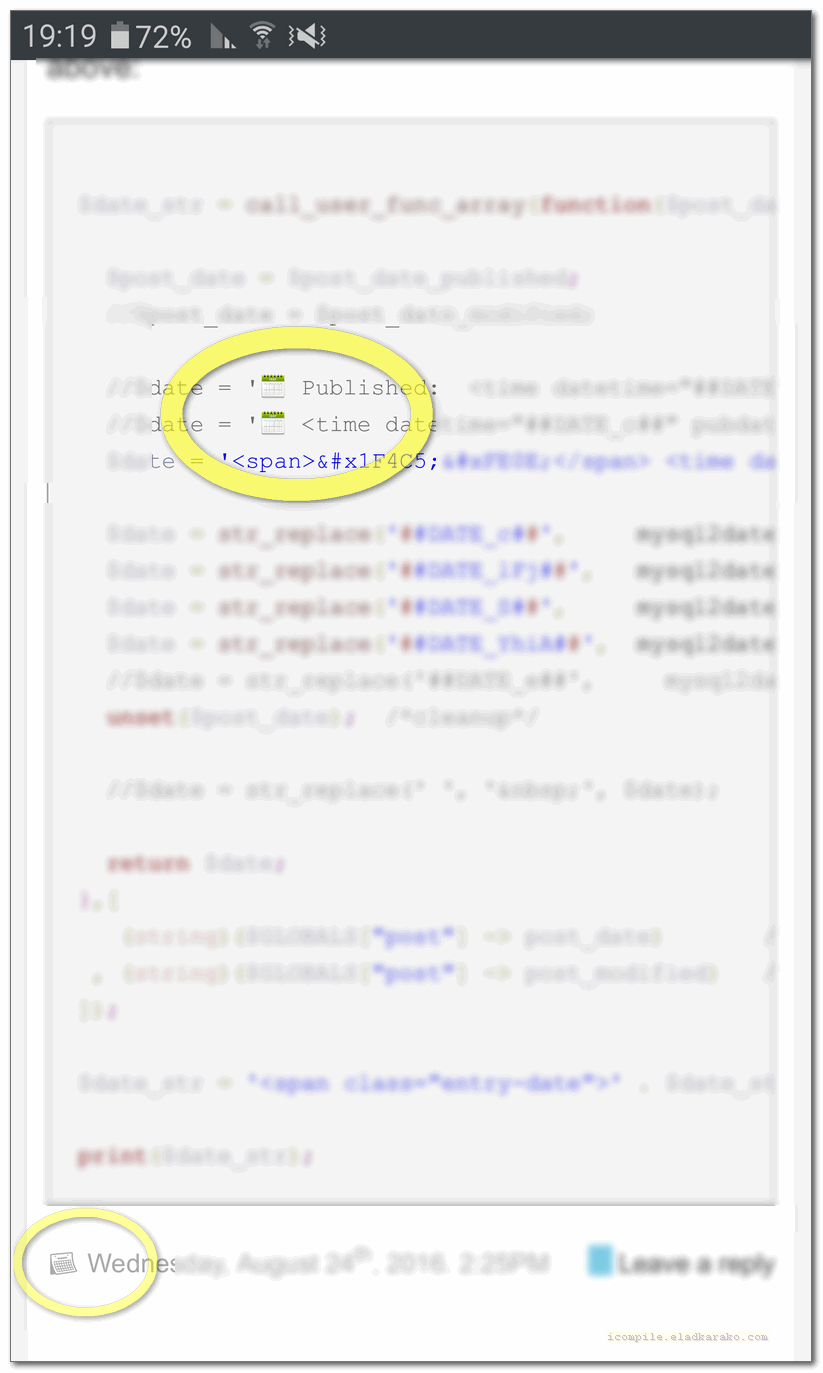 19:19 72%
above:
$date_str = call_user_func_array(function($post_da
$post_date = $post_date_published;
//$post_date = $post_date_modified;
//$date = '📅 Published: <time datetime="##DATE
//$date = '📅 <time datetime="##DATE_c##" pubdat
$date = '<span>&#x1F4C5;&#xFE0E;</span> <time da
$date = str_replace('##DATE_c##', mysql2date
$date = str_replace('##DATE_lFj##', mysql2date
$date = str_replace('##DATE_S##', mysql2date
$date = str_replace('##DATE_YhiA##', mysql2date
//$date = str_replace('##DATE_e##', mysql2da
unset($post_date); /*cleanup*/
//$date = str_replace(' ', '&nbsp;', $date);
return $date;
},[
(string)($GLOBALS["post"] -> post_date) /
, (string)($GLOBALS["post"] -> post_modified) /
]);
$date_str = '<span class="entry-date">' . $date_st
print($date_str);
Wednesday, August 24th, 2016. 2:25PM Leave a reply
icompile.eladkarako.com